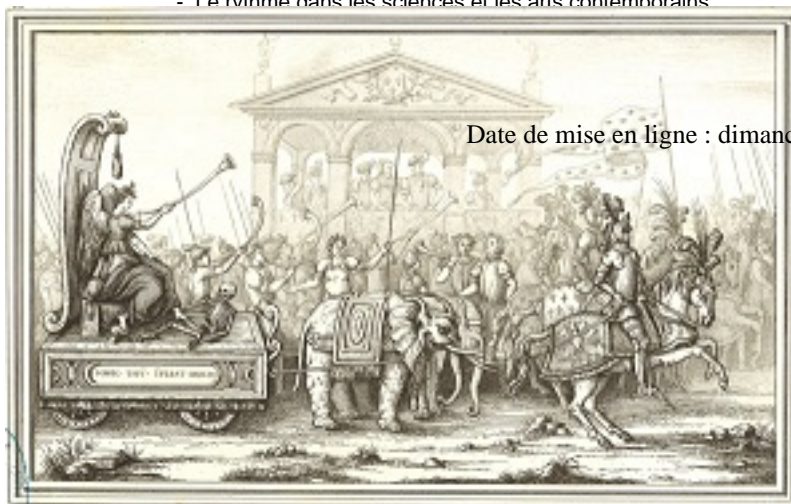 - Le rythme dans les sciences et les arts contemporains
Date de mise en ligne : dimanc